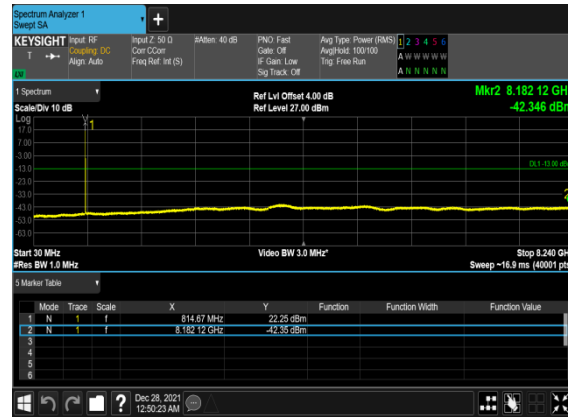 Spectrum Analyzer 1
Swept SA
+
KEYSIGHT Input: RF Input Z: 50 Ω #Atten: 40 dB PNO: Fast Avg Type: Power (RMS) 1 2 3 4 5 6
T Coupling: DC Corr CCorr Gate: Off Avg|Hold: 100/100 A W W W W W
Align: Auto Freq Ref: Int (S) IF Gain: Low Trig: Free Run
LXI Sig Track: Off A N N N N N
1 Spectrum Ref Lvl Offset 4.00 dB Mkr2 8.182 12 GH
Scale/Div 10 dB Ref Level 27.00 dBm -42.346 dBr
Log 1
17.0
7.00
-3.00
-13.0 DL1 -13.00 dB
-23.0
-33.0
-43.0 2
-53.0
-63.0
Start 30 MHz Video BW 3.0 MHz* Stop 8.240 GH
#Res BW 1.0 MHz Sweep ~16.9 ms (40001 pts
5 Marker Table
Mode Trace Scale X Y Function Function Width Function Value
1 N 1 f 814.67 MHz 22.25 dBm
2 N 1 f 8.182 12 GHz -42.35 dBm
3
4
5
6
? Dec 28, 2021
12:50:23 AM